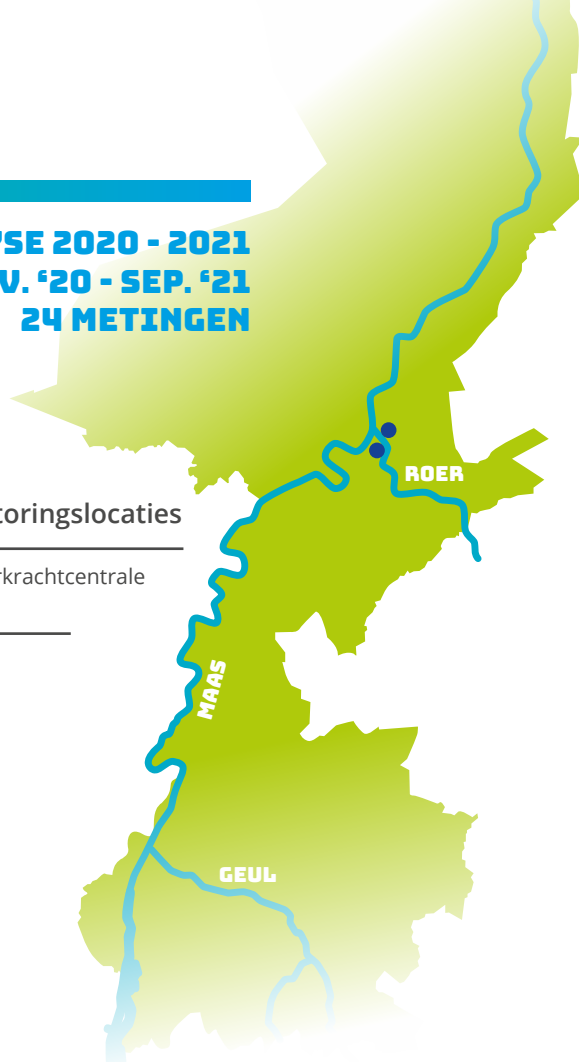 YSE 2020 - 2021
V. ‘20 - SEP. ‘21
24 METINGEN
ROER
toringslocaties
rkrachtcentrale
MAAS
GEUL